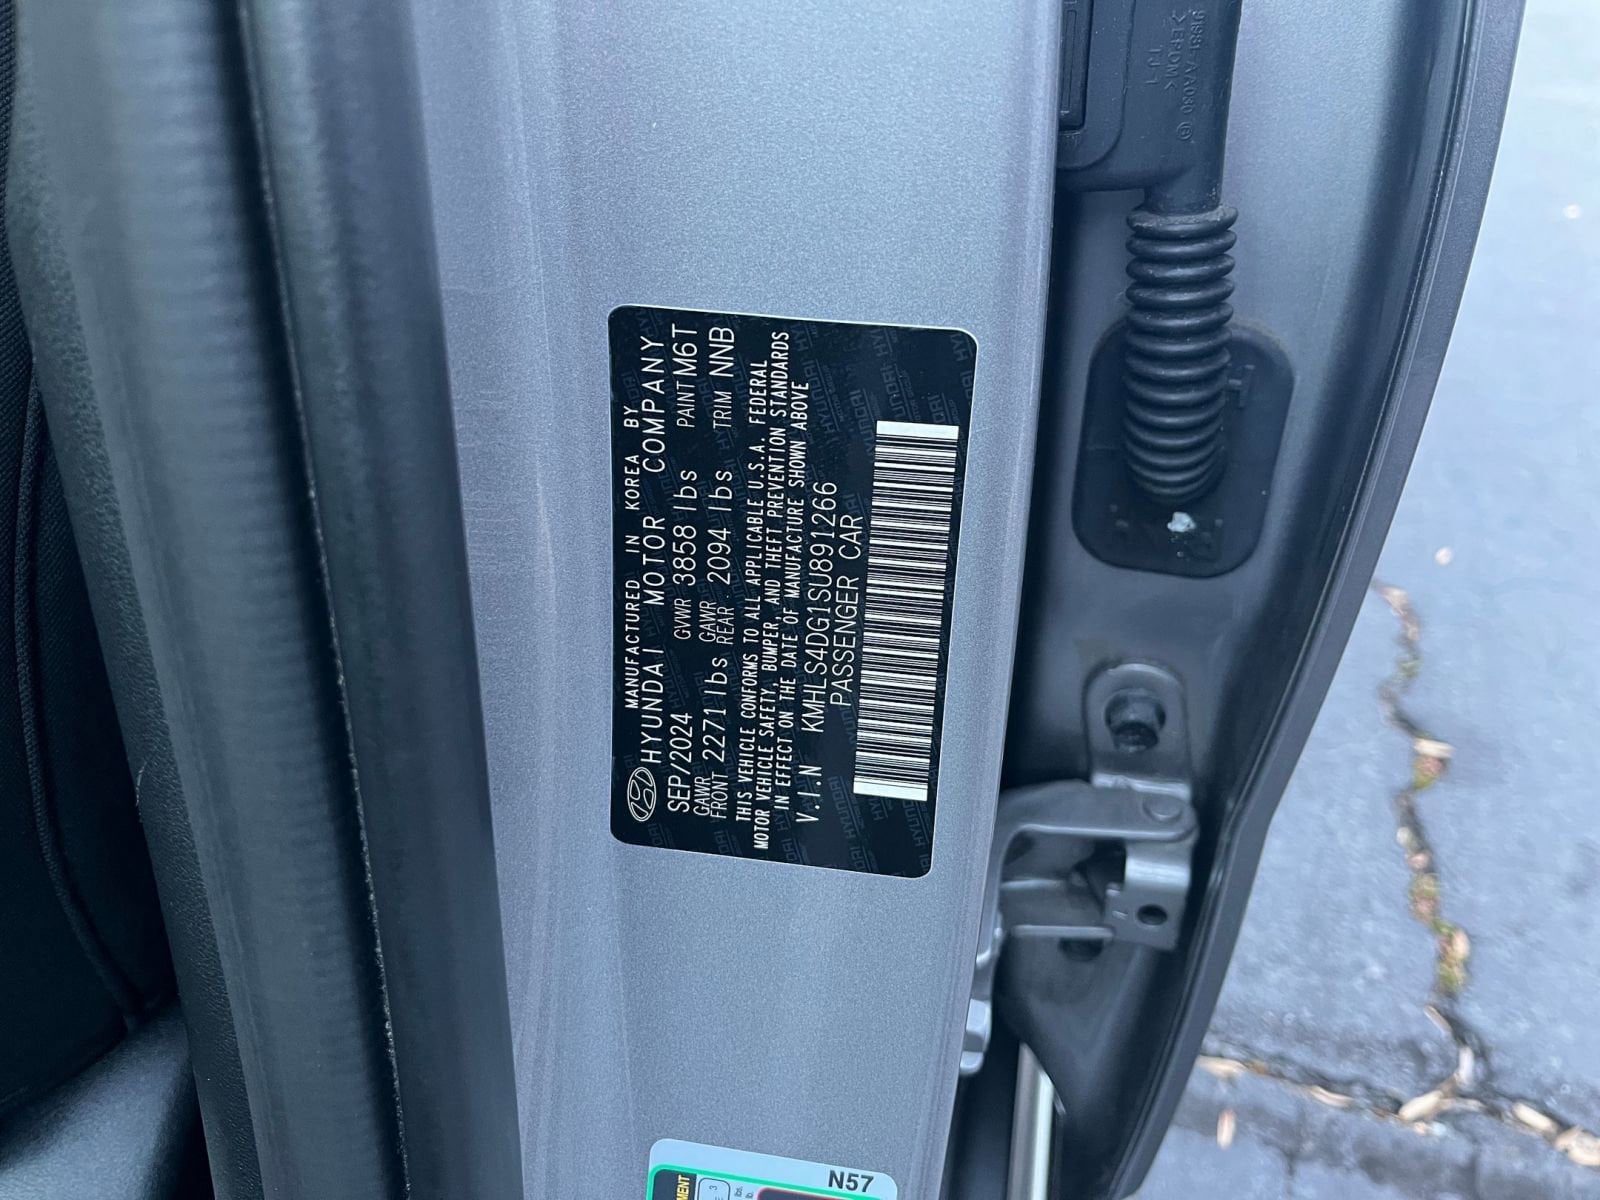 MANUFACTURED IN KOREA BY
HYUNDAI MOTOR COMPANY
SEP/2024 GVWR 3858 lbs PAINT M6T
GAWR FRONT 2271 lbs GAWR REAR 2094 lbs TRIM NNB
THIS VEHICLE CONFORMS TO ALL APPLICABLE U.S.A. FEDERAL
MOTOR VEHICLE SAFETY, BUMPER, AND THEFT PREVENTION STANDARDS
IN EFFECT ON THE DATE OF MANUFACTURE SHOWN ABOVE
V.I.N KMHLS4DG1SU891266
PASSENGER CAR
>EPDM<
N57